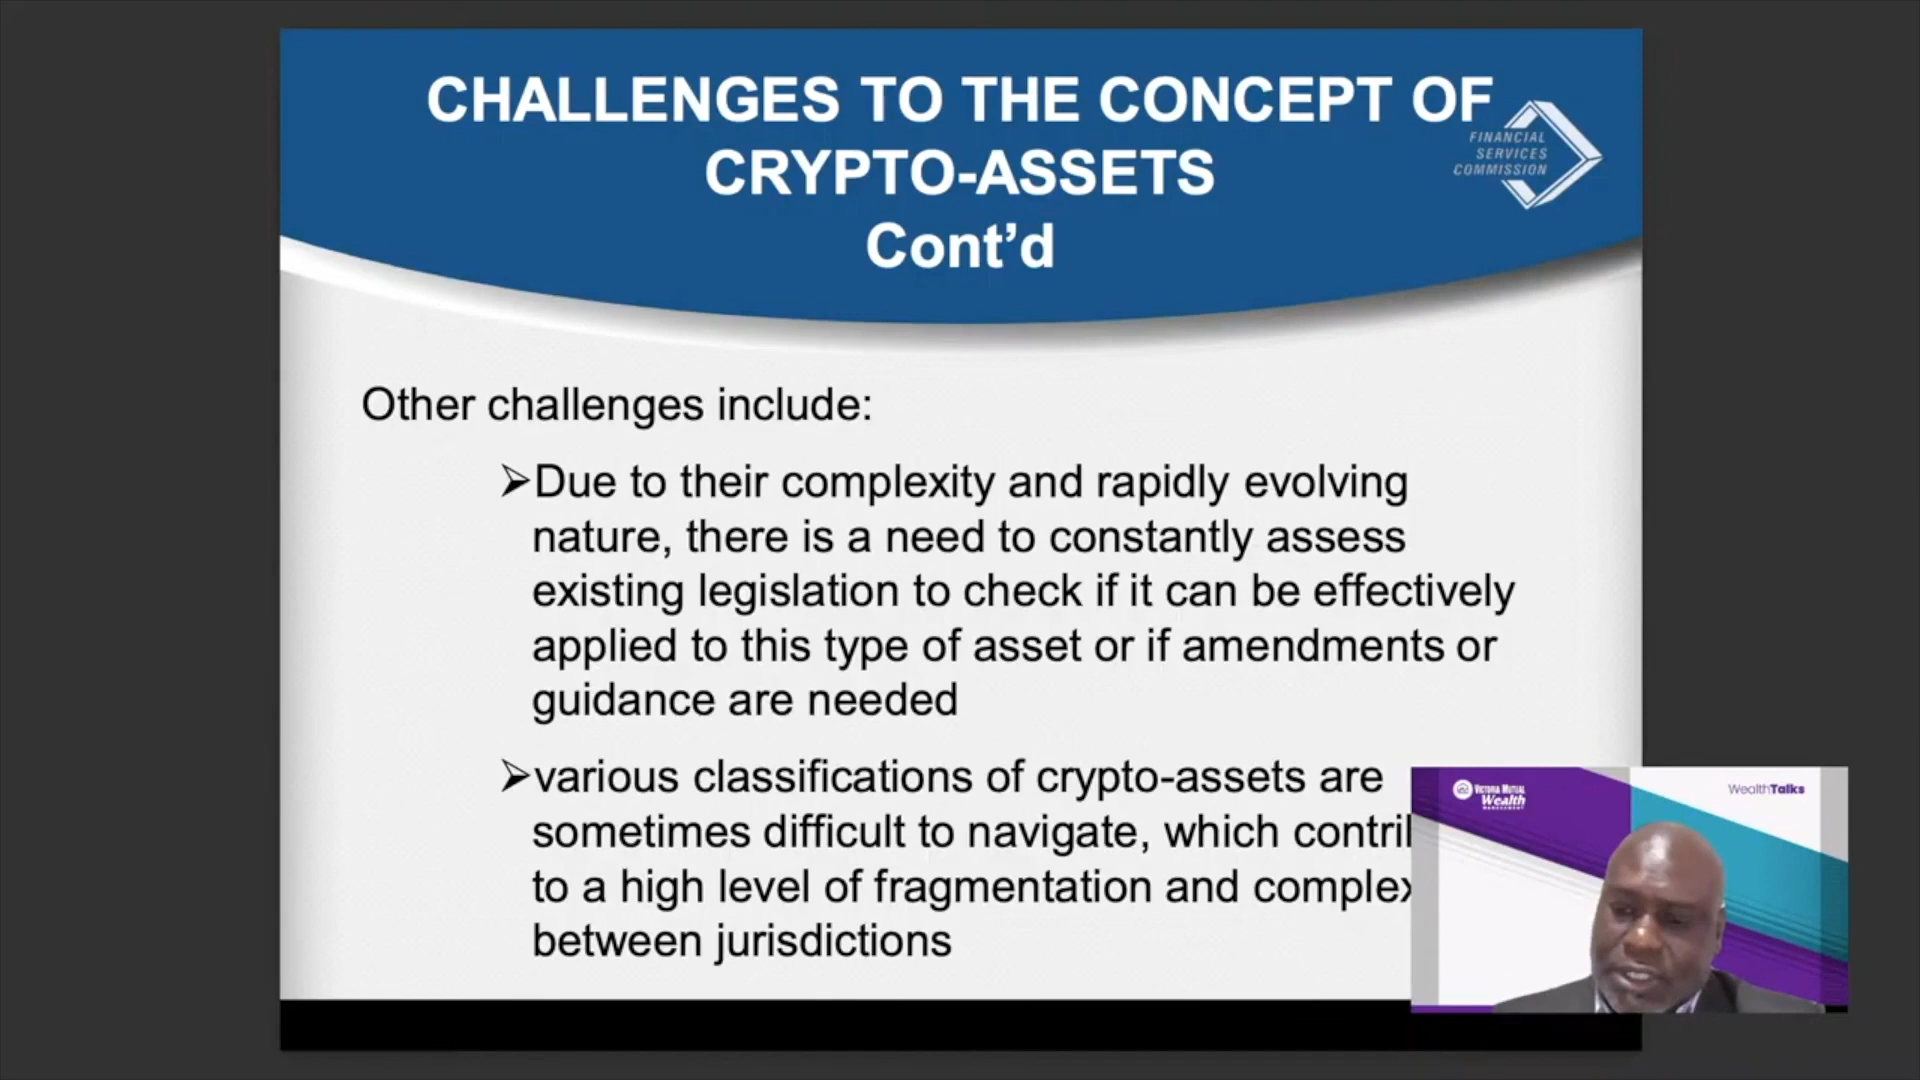 CHALLENGES TO THE CONCEPT OF
CRYPTO-ASSETS
Cont’d
FINANCIAL
SERVICES
COMMISSION
Other challenges include:
➢Due to their complexity and rapidly evolving
nature, there is a need to constantly assess
existing legislation to check if it can be effectively
applied to this type of asset or if amendments or
guidance are needed
➢various classifications of crypto-assets are
sometimes difficult to navigate, which
to a high level of fragmentation and
between jurisdictions
VICTORIA MUTUAL
Wealth
MANAGEMENT
WealthTalks